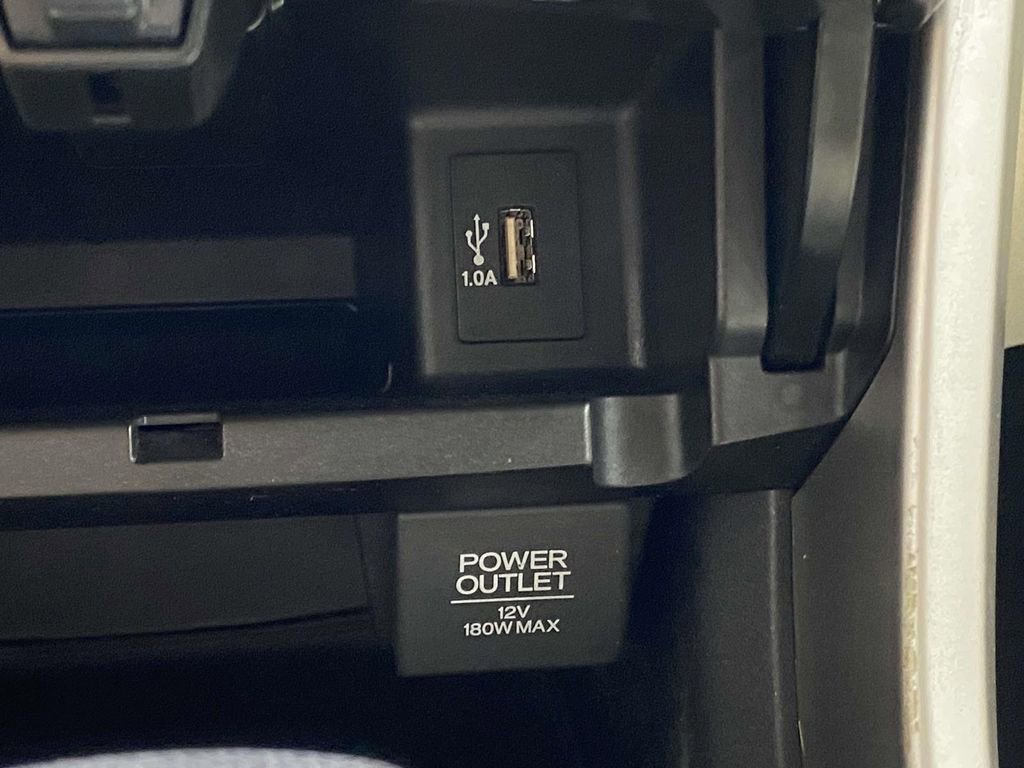 1.0A
POWER
OUTLET
12V
180W MAX